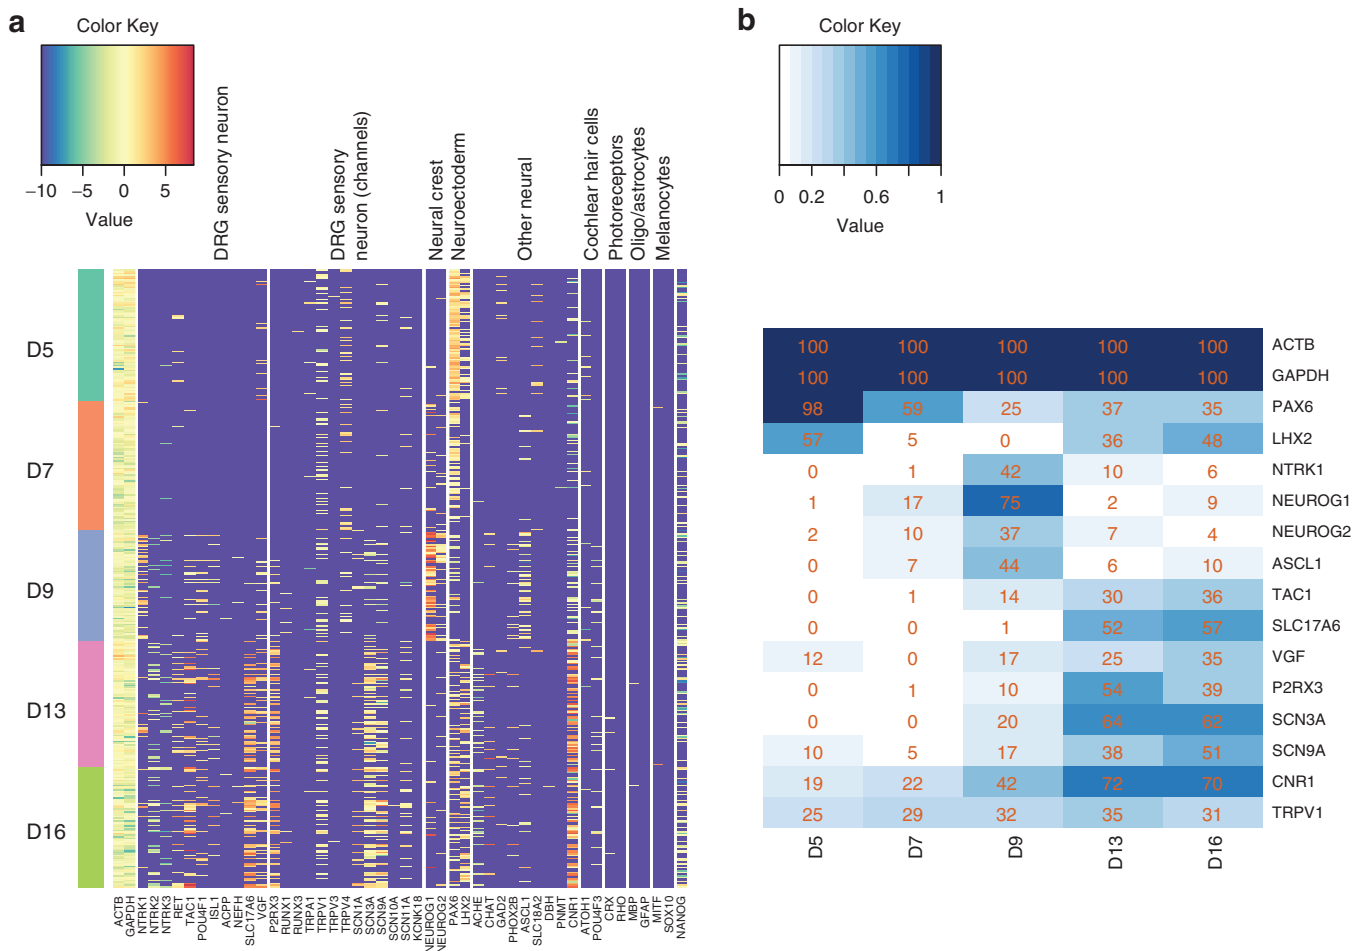 a
Color Key
−10 −5 0 5
Value
DRG sensory neuron
DRG sensory
neuron (channels)
Neural crest
Neuroectoderm
Other neural
Cochlear hair cells
Photoreceptors
Oligo/astrocytes
Melanocytes
D5
D7
D9
D13
D16
ACTB
GAPDH
NTRK1
NTRK2
NTRK3
RET
TAC1
POU4F1
ISL1
ACPP
NEFH
SLC17A6
VGF
P2RX3
RUNX1
RUNX3
TRPA1
TRPV1
TRPV3
TRPV4
SCN1A
SCN3A
SCN9A
SCN10A
SCN11A
KCNK18
NEUROG1
NEUROG2
PAX6
LHX2
ACHE
CHAT
GAD2
PHOX2B
ASCL1
SLC18A2
DBH
PNMT
CNR1
ATOH1
POU4F3
CRX
RHO
MBP
GFAP
MITF
SOX10
NANOG
b
Color Key
0 0.2 0.6 1
Value
100 100 100 100 100 ACTB
100 100 100 100 100 GAPDH
98 59 25 37 35 PAX6
57 5 0 36 48 LHX2
0 1 42 10 6 NTRK1
1 17 75 2 9 NEUROG1
2 10 37 7 4 NEUROG2
0 7 44 6 10 ASCL1
0 1 14 30 36 TAC1
0 0 1 52 57 SLC17A6
12 0 17 25 35 VGF
0 1 10 54 39 P2RX3
0 0 20 64 62 SCN3A
10 5 17 38 51 SCN9A
19 22 42 72 70 CNR1
25 29 32 35 31 TRPV1
D5 D7 D9 D13 D16